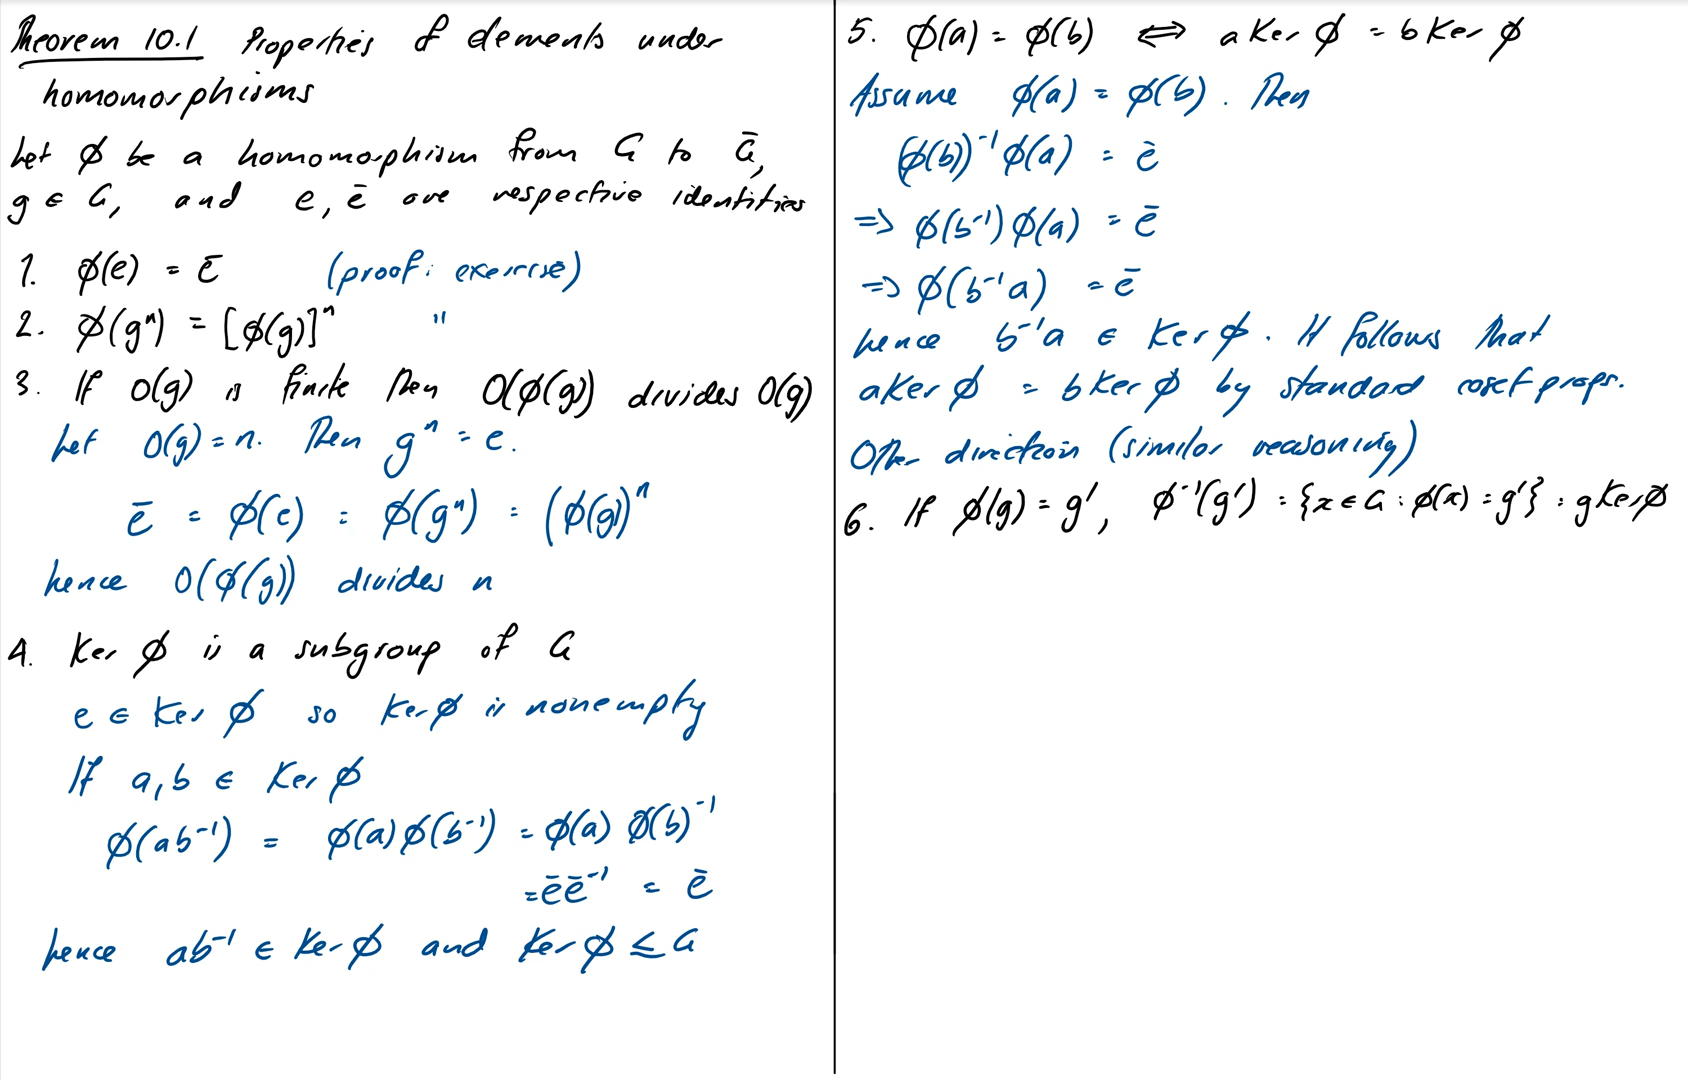 Theorem 10.1 Properties of elements under
homomorphisms
Let ϕ be a homomorphism from G to G̅,
g ∈ G, and e, e̅ are respective identities
1. ϕ(e) = e̅ (proof: exercise)
2. ϕ(gⁿ) = [ϕ(g)]ⁿ "
3. If O(g) is finite then O(ϕ(g)) divides O(g)
Let O(g) = n. Then gⁿ = e.
e̅ = ϕ(e) = ϕ(gⁿ) = (ϕ(g))ⁿ
hence O(ϕ(g)) divides n
4. Ker ϕ is a subgroup of G
e ∈ Ker ϕ so Ker ϕ is nonempty
If a, b ∈ Ker ϕ
ϕ(ab⁻¹) = ϕ(a)ϕ(b⁻¹) = ϕ(a) ϕ(b)⁻¹
= e̅e̅⁻¹ = e̅
hence ab⁻¹ ∈ Ker ϕ and Ker ϕ ≤ G
5. ϕ(a) = ϕ(b) ⟺ a Ker ϕ = b Ker ϕ
Assume ϕ(a) = ϕ(b). Then
(ϕ(b))⁻¹ϕ(a) = e̅
=> ϕ(b⁻¹)ϕ(a) = e̅
=> ϕ(b⁻¹a) = e̅
hence b⁻¹a ∈ Ker ϕ. It follows that
a Ker ϕ = b Ker ϕ by standard coset props.
Other direction (similar reasoning)
6. If ϕ(g) = g', ϕ⁻¹(g') = {x ∈ G : ϕ(x) = g'} = g Ker ϕ